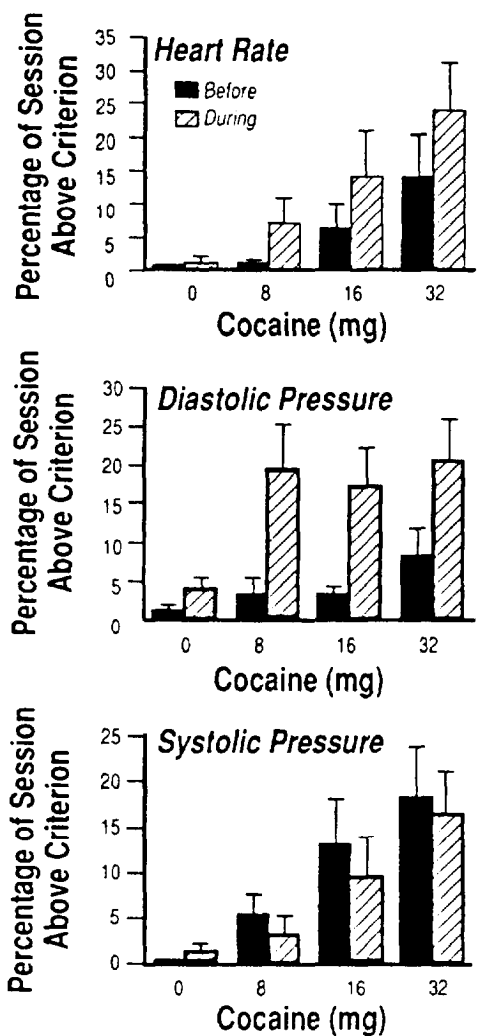 Heart Rate
Before
During
Percentage of Session
Above Criterion
35
30
25
20
15
10
5
0
0 8 16 32
Cocaine (mg)
Diastolic Pressure
Percentage of Session
Above Criterion
30
25
20
15
10
5
0
0 8 16 32
Cocaine (mg)
Systolic Pressure
Percentage of Session
Above Criterion
25
20
15
10
5
0
0 8 16 32
Cocaine (mg)